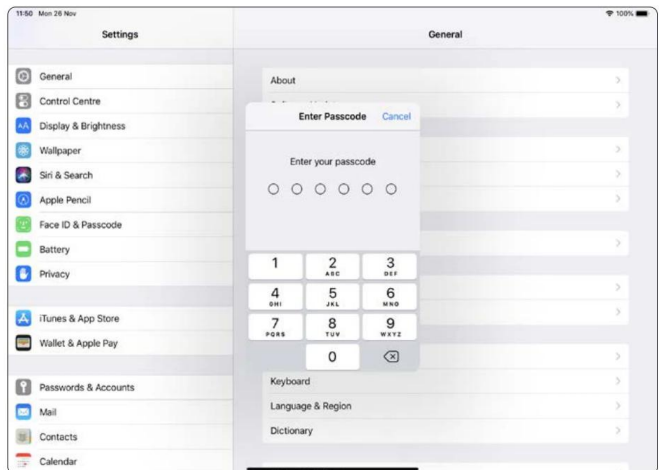 11:50 Mon 26 Nov
100%
Settings
General
General
Control Centre
AA Display & Brightness
Wallpaper
Siri & Search
Apple Pencil
Face ID & Passcode
Battery
Privacy
iTunes & App Store
Wallet & Apple Pay
Passwords & Accounts
Mail
Contacts
Calendar
About
Enter Passcode Cancel
Enter your passcode
1 2 3
ABC DEF
4 5 6
GHI JKL MNO
7 8 9
PQRS TUV WXYZ
0
Keyboard
Language & Region
Dictionary